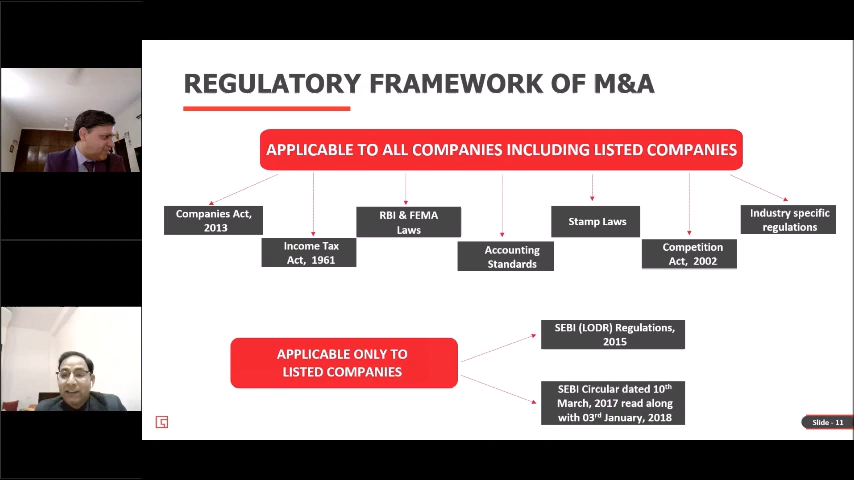 REGULATORY FRAMEWORK OF M&A
APPLICABLE TO ALL COMPANIES INCLUDING LISTED COMPANIES
Companies Act,
2013
Income Tax
Act, 1961
RBI & FEMA
Laws
Accounting
Standards
Stamp Laws
Competition
Act, 2002
Industry specific
regulations
APPLICABLE ONLY TO
LISTED COMPANIES
SEBI (LODR) Regulations,
2015
SEBI Circular dated 10th
March, 2017 read along
with 03rd January, 2018
Slide - 11